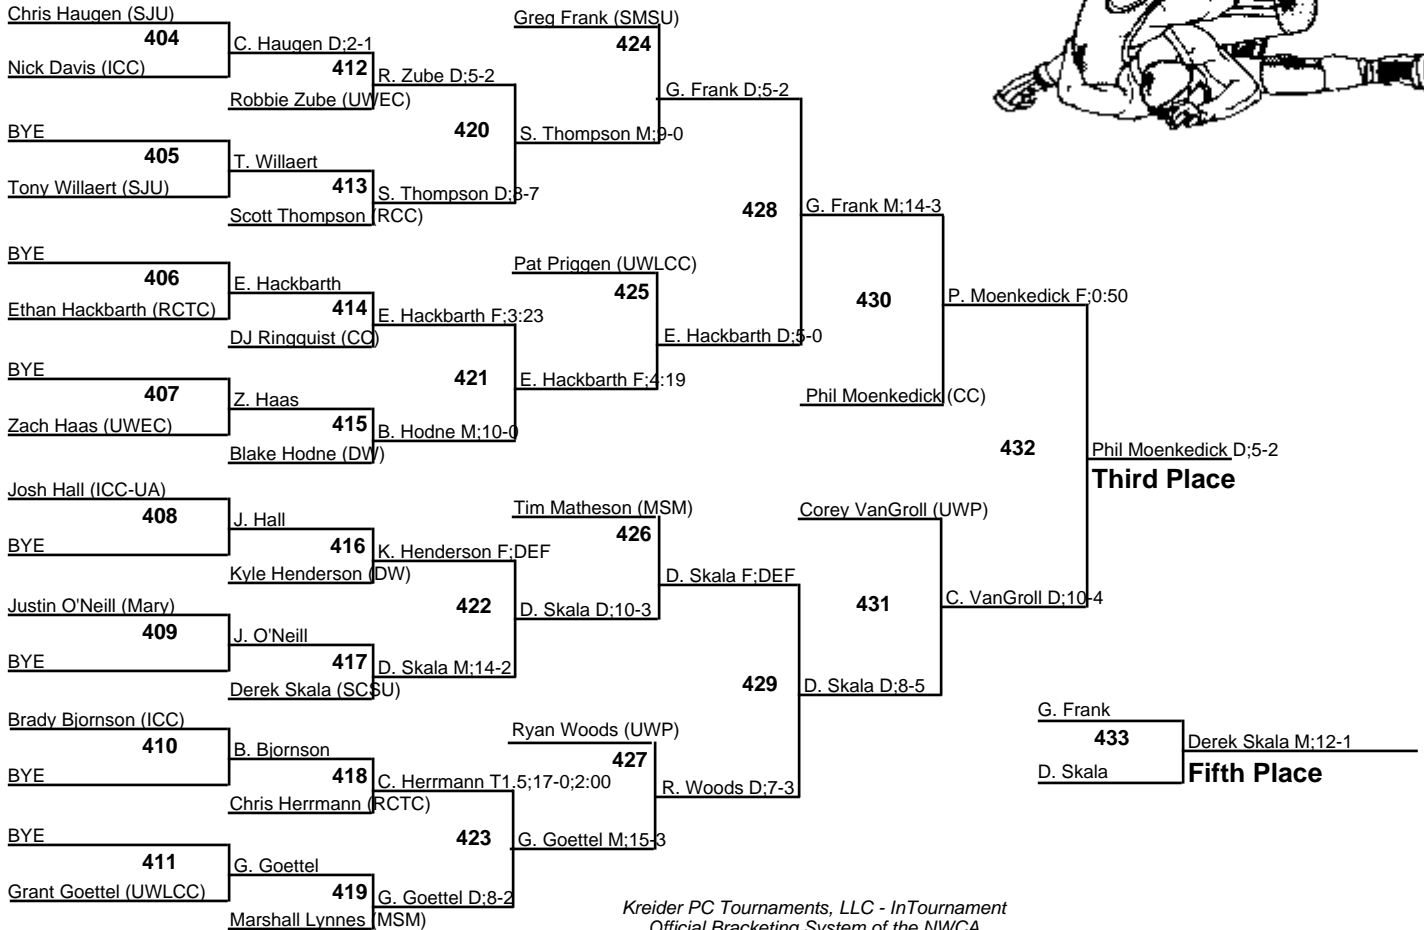 Chris Haugen (SJU)
404
Nick Davis (ICC)
C. Haugen D;2-1
412
Robbie Zube (UWEC)
R. Zube D;5-2
BYE
405
Tony Willaert (SJU)
T. Willaert
413
Scott Thompson (RCC)
S. Thompson D;8-7
420
S. Thompson M;9-0
Greg Frank (SMSU)
424
G. Frank D;5-2
BYE
406
Ethan Hackbarth (RCTC)
E. Hackbarth
414
DJ Ringquist (CC)
E. Hackbarth F;3:23
BYE
407
Zach Haas (UWEC)
Z. Haas
415
Blake Hodne (DW)
B. Hodne M;10-0
421
E. Hackbarth F;4:19
Pat Priggen (UWLCC)
425
E. Hackbarth D;5-0
428
G. Frank M;14-3
430
Phil Moenkedick (CC)
P. Moenkedick F;0:50
Josh Hall (ICC-UA)
408
BYE
J. Hall
416
Kyle Henderson (DW)
K. Henderson F;DEF
Justin O'Neill (Mary)
409
BYE
J. O'Neill
417
Derek Skala (SCSU)
D. Skala M;14-2
422
D. Skala D;10-3
Tim Matheson (MSM)
426
D. Skala F;DEF
Brady Bjornson (ICC)
410
BYE
B. Bjornson
418
Chris Herrmann (RCTC)
C. Herrmann T1.5;17-0;2:00
BYE
411
Grant Goettel (UWLCC)
G. Goettel
419
Marshall Lynnes (MSM)
G. Goettel D;8-2
423
G. Goettel M;15-3
Ryan Woods (UWP)
427
R. Woods D;7-3
429
D. Skala D;8-5
Corey VanGroll (UWP)
431
C. VanGroll D;10-4
432
Phil Moenkedick D;5-2
Third Place
G. Frank
433
D. Skala
Derek Skala M;12-1
Fifth Place
Kreider PC Tournaments, LLC - InTournament
Official Bracketing System of the NWCA